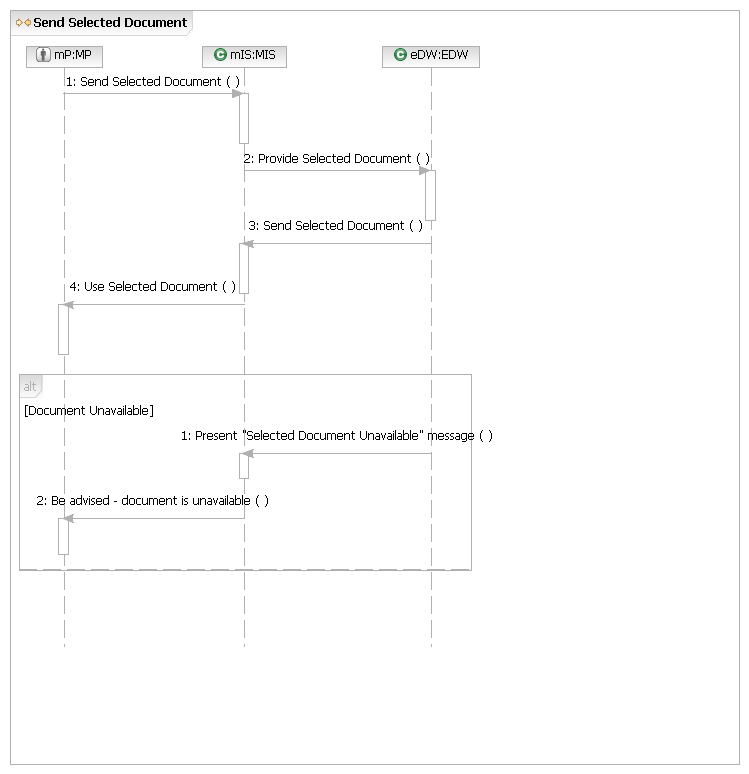 Send Selected Document
mP:MP
mIS:MIS
eDW:EDW
1: Send Selected Document ( )
2: Provide Selected Document ( )
3: Send Selected Document ( )
4: Use Selected Document ( )
alt
[Document Unavailable]
1: Present "Selected Document Unavailable" message ( )
2: Be advised - document is unavailable ( )